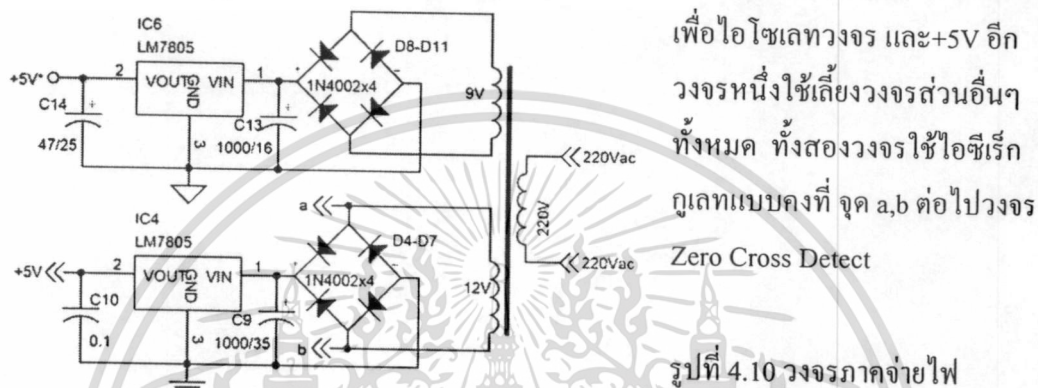 IC6
LM7805
+5V*
2
VOUT
GND
VIN
1
3
C14
47/25
C13
1000/16
D8-D11
1N4002x4
9V
220Vac
220V
220Vac
IC4
LM7805
+5V
2
VOUT
GND
VIN
1
3
C10
0.1
C9
1000/35
a
b
D4-D7
1N4002x4
12V
เพื่อไอโซเลทวงจร และ+5V อีก
วงจรหนึ่งใช้เลี้ยงวงจรส่วนอื่นๆ
ทั้งหมด ทั้งสองวงจรใช้ไอซีเร็ก
กูเลทแบบคงที่ จุด a,b ต่อไปวงจร
Zero Cross Detect
รูปที่ 4.10 วงจรภาคจ่ายไฟ